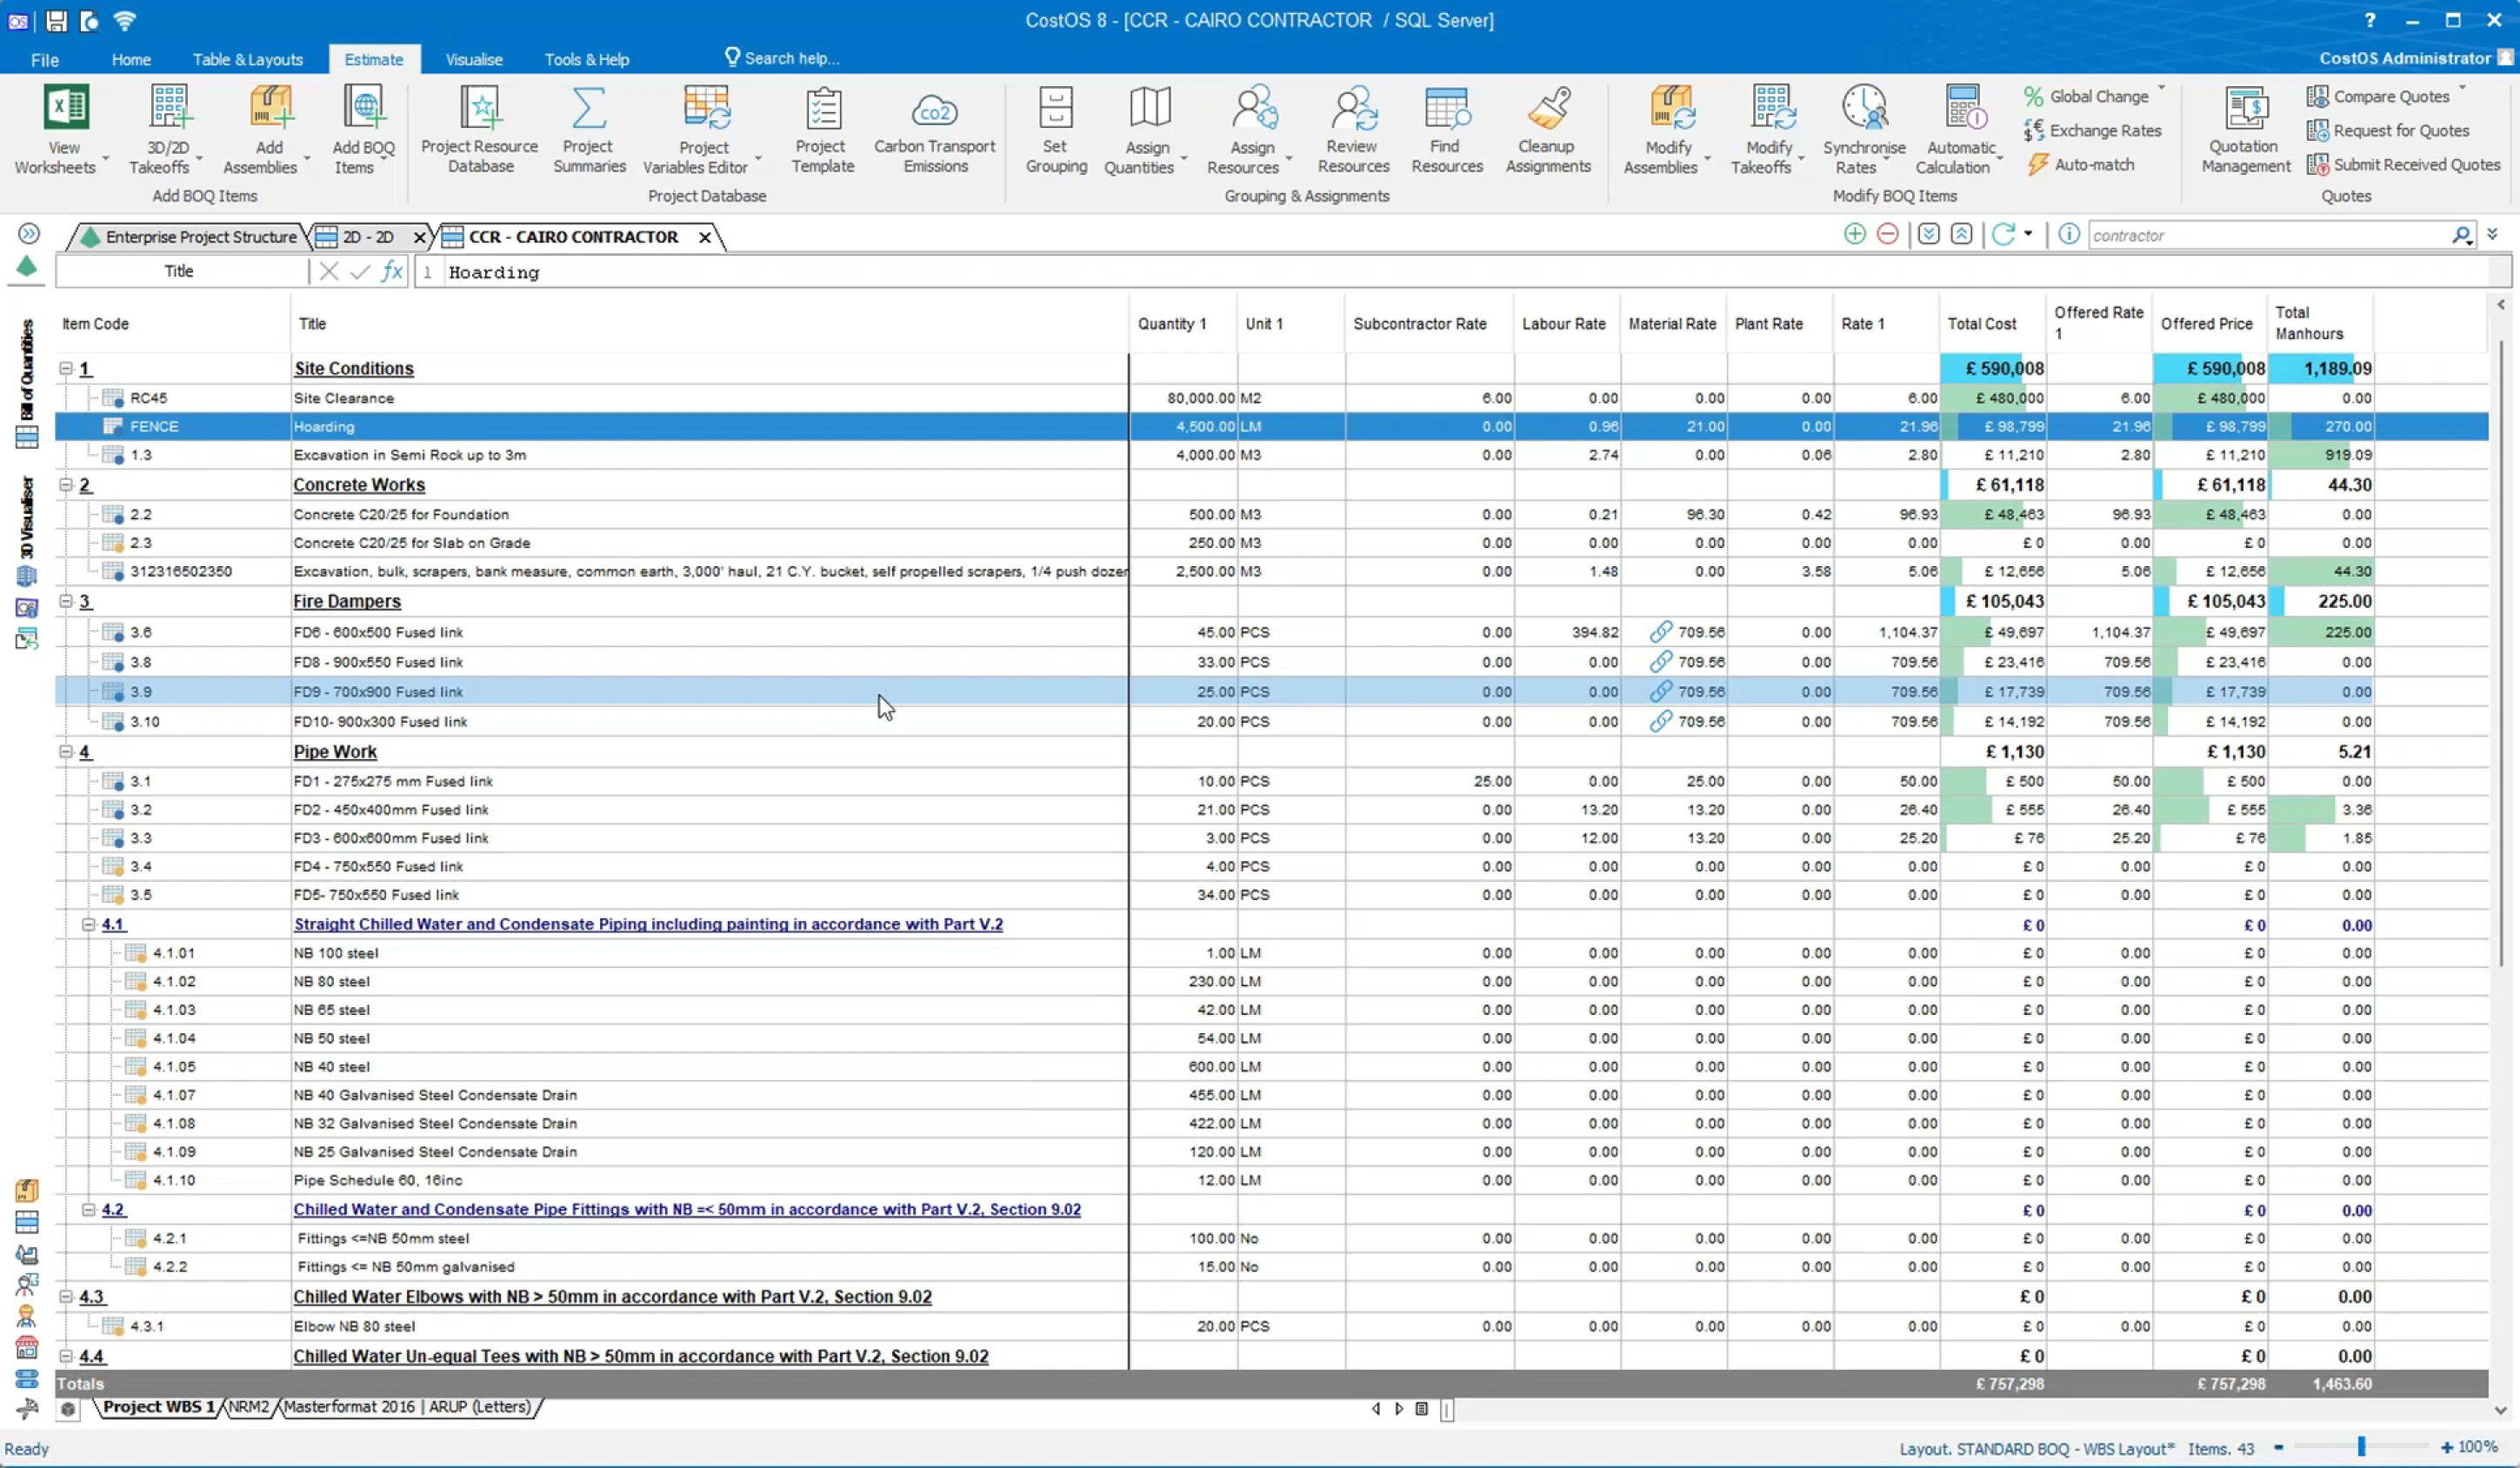 CostOS 8 - [CCR - CAIRO CONTRACTOR / SQL Server]
File Home Table & Layouts Estimate Visualise Tools & Help Search help...
CostOS Administrator
View Worksheets
3D/2D Takeoffs
Add Assemblies
Add BOQ Items
Add BOQ Items
Project Resource Database
Project Summaries
Project Variables Editor
Project Template
Carbon Transport Emissions
Project Database
Set Grouping
Assign Quantities
Assign Resources
Review Resources
Find Resources
Cleanup Assignments
Grouping & Assignments
Modify Assemblies
Modify Takeoffs
Synchronise Rates
Automatic Calculation
Global Change
Exchange Rates
Auto-match
Modify BOQ Items
Quotation Management
Compare Quotes
Request for Quotes
Submit Received Quotes
Quotes
Enterprise Project Structure 2D - 2D CCR - CAIRO CONTRACTOR
contractor
Title fx 1 Hoarding
Bill of Quantities
3D Visualiser
Item Code Title Quantity 1 Unit 1 Subcontractor Rate Labour Rate Material Rate Plant Rate Rate 1 Total Cost Offered Rate 1 Offered Price Total Manhours
1 Site Conditions £ 590,008 £ 590,008 1,189.09
RC45 Site Clearance 80,000.00 M2 6.00 0.00 0.00 0.00 6.00 £ 480,000 6.00 £ 480,000 0.00
FENCE Hoarding 4,500.00 LM 0.00 0.96 21.00 0.00 21.96 £ 98,799 21.96 £ 98,799 270.00
1.3 Excavation in Semi Rock up to 3m 4,000.00 M3 0.00 2.74 0.00 0.06 2.80 £ 11,210 2.80 £ 11,210 919.09
2 Concrete Works £ 61,118 £ 61,118 44.30
2.2 Concrete C20/25 for Foundation 500.00 M3 0.00 0.21 96.30 0.42 96.93 £ 48,463 96.93 £ 48,463 0.00
2.3 Concrete C20/25 for Slab on Grade 250.00 M3 0.00 0.00 0.00 0.00 0.00 £ 0 0.00 £ 0 0.00
312316502350 Excavation, bulk, scrapers, bank measure, common earth, 3,000' haul, 21 C.Y. bucket, self propelled scrapers, 1/4 push dozer 2,500.00 M3 0.00 1.48 0.00 3.58 5.06 £ 12,656 5.06 £ 12,656 44.30
3 Fire Dampers £ 105,043 £ 105,043 225.00
3.6 FD6 - 600x500 Fused link 45.00 PCS 0.00 394.82 709.56 0.00 1,104.37 £ 49,697 1,104.37 £ 49,697 225.00
3.8 FD8 - 900x550 Fused link 33.00 PCS 0.00 0.00 709.56 0.00 709.56 £ 23,416 709.56 £ 23,416 0.00
3.9 FD9 - 700x900 Fused link 25.00 PCS 0.00 0.00 709.56 0.00 709.56 £ 17,739 709.56 £ 17,739 0.00
3.10 FD10- 900x300 Fused link 20.00 PCS 0.00 0.00 709.56 0.00 709.56 £ 14,192 709.56 £ 14,192 0.00
4 Pipe Work £ 1,130 £ 1,130 5.21
3.1 FD1 - 275x275 mm Fused link 10.00 PCS 25.00 0.00 25.00 0.00 50.00 £ 500 50.00 £ 500 0.00
3.2 FD2 - 450x400mm Fused link 21.00 PCS 0.00 13.20 13.20 0.00 26.40 £ 555 26.40 £ 555 3.36
3.3 FD3 - 600x600mm Fused link 3.00 PCS 0.00 12.00 13.20 0.00 25.20 £ 76 25.20 £ 76 1.85
3.4 FD4 - 750x550 Fused link 4.00 PCS 0.00 0.00 0.00 0.00 0.00 £ 0 0.00 £ 0 0.00
3.5 FD5- 750x550 Fused link 34.00 PCS 0.00 0.00 0.00 0.00 0.00 £ 0 0.00 £ 0 0.00
4.1 Straight Chilled Water and Condensate Piping including painting in accordance with Part V.2 £ 0 £ 0 0.00
4.1.01 NB 100 steel 1.00 LM 0.00 0.00 0.00 0.00 0.00 £ 0 0.00 £ 0 0.00
4.1.02 NB 80 steel 230.00 LM 0.00 0.00 0.00 0.00 0.00 £ 0 0.00 £ 0 0.00
4.1.03 NB 65 steel 42.00 LM 0.00 0.00 0.00 0.00 0.00 £ 0 0.00 £ 0 0.00
4.1.04 NB 50 steel 54.00 LM 0.00 0.00 0.00 0.00 0.00 £ 0 0.00 £ 0 0.00
4.1.05 NB 40 steel 600.00 LM 0.00 0.00 0.00 0.00 0.00 £ 0 0.00 £ 0 0.00
4.1.07 NB 40 Galvanised Steel Condensate Drain 455.00 LM 0.00 0.00 0.00 0.00 0.00 £ 0 0.00 £ 0 0.00
4.1.08 NB 32 Galvanised Steel Condensate Drain 422.00 LM 0.00 0.00 0.00 0.00 0.00 £ 0 0.00 £ 0 0.00
4.1.09 NB 25 Galvanised Steel Condensate Drain 120.00 LM 0.00 0.00 0.00 0.00 0.00 £ 0 0.00 £ 0 0.00
4.1.10 Pipe Schedule 60, 16inc 12.00 LM 0.00 0.00 0.00 0.00 0.00 £ 0 0.00 £ 0 0.00
4.2 Chilled Water and Condensate Pipe Fittings with NB =< 50mm in accordance with Part V.2, Section 9.02 £ 0 £ 0 0.00
4.2.1 Fittings <=NB 50mm steel 100.00 No 0.00 0.00 0.00 0.00 0.00 £ 0 0.00 £ 0 0.00
4.2.2 Fittings <= NB 50mm galvanised 15.00 No 0.00 0.00 0.00 0.00 0.00 £ 0 0.00 £ 0 0.00
4.3 Chilled Water Elbows with NB > 50mm in accordance with Part V.2, Section 9.02 £ 0 £ 0 0.00
4.3.1 Elbow NB 80 steel 20.00 PCS 0.00 0.00 0.00 0.00 0.00 £ 0 0.00 £ 0 0.00
4.4 Chilled Water Un-equal Tees with NB > 50mm in accordance with Part V.2, Section 9.02 £ 0 £ 0 0.00
Totals £ 757,298 £ 757,298 1,463.60
Project WBS 1 NRM2 Masterformat 2016 | ARUP (Letters)
Ready Layout. STANDARD BOQ - WBS Layout* Items. 43 100%